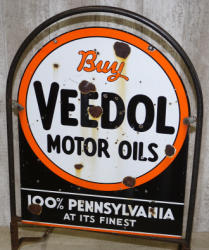 Buy
VEEDOL
MOTOR OILS
100% PENNSYLVANIA
AT ITS FINEST